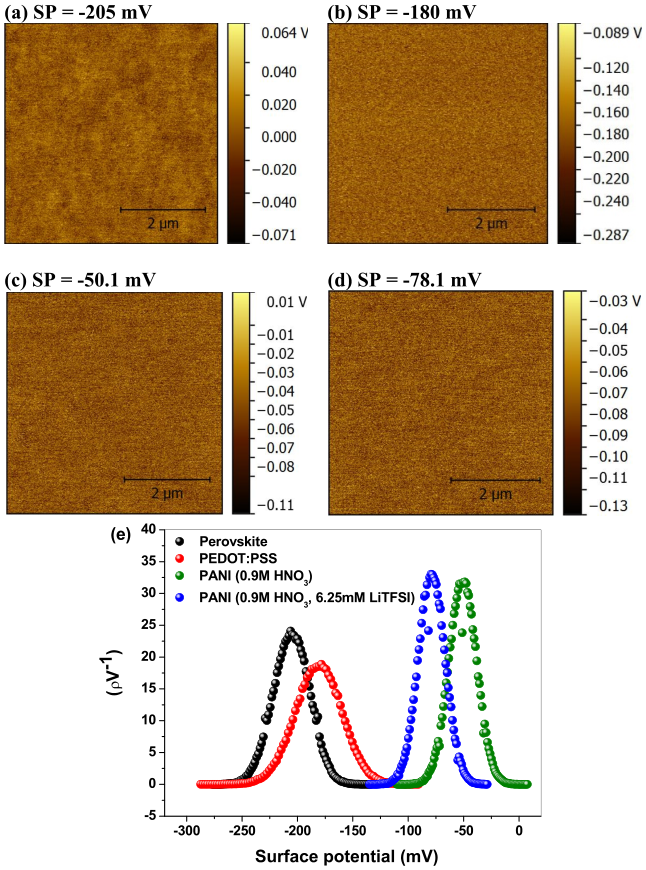 (a) SP = -205 mV
0.064 V
0.040
0.020
0.000
−0.020
−0.040
−0.071
2 µm
(b) SP = -180 mV
−0.089 V
−0.120
−0.140
−0.160
−0.180
−0.200
−0.220
−0.240
−0.287
2 µm
(c) SP = -50.1 mV
0.01 V
−0.01
−0.02
−0.03
−0.04
−0.05
−0.06
−0.07
−0.08
−0.11
2 µm
(d) SP = -78.1 mV
−0.03 V
−0.04
−0.05
−0.06
−0.07
−0.08
−0.09
−0.10
−0.11
−0.13
2 µm
(e)
Perovskite
PEDOT:PSS
PANI (0.9M HNO₃)
PANI (0.9M HNO₃, 6.25mM LiTFSI)
40
35
30
25
20
15
10
5
0
-5
(ρV⁻¹)
-300 -250 -200 -150 -100 -50 0
Surface potential (mV)